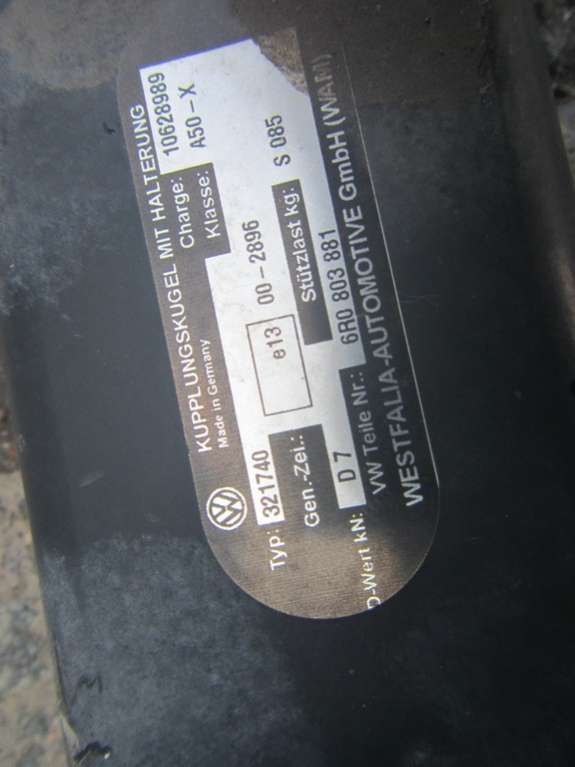 KUPPLUNGSKUGEL MIT HALTERUNG
Made in Germany
Typ: 321740 Charge: 10628989
Klasse: A50-X
Gen.-Zei.: e13 00-2896
D-Wert kN: D 7 Stützlast kg: S 085
VW Teile Nr.: 6R0 803 881
WESTFALIA-AUTOMOTIVE GmbH (WAM)